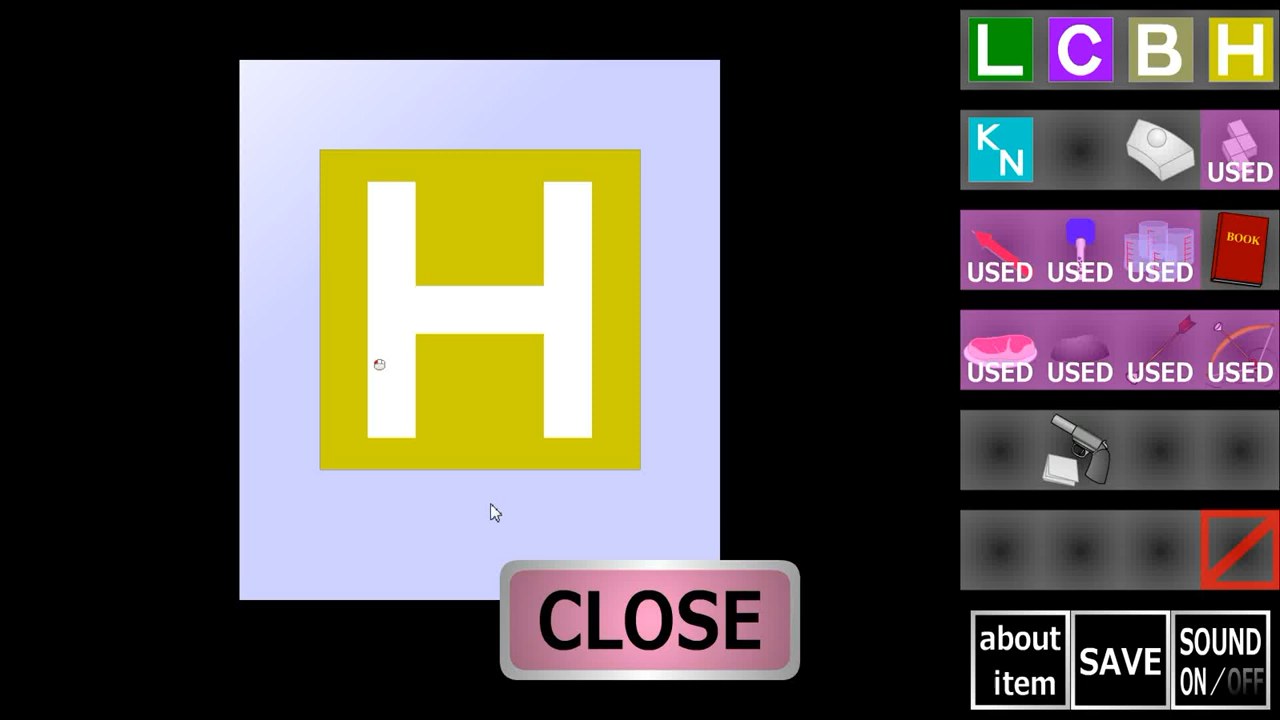 L C B H
K N USED
USED USED USED BOOK
USED USED USED USED
H
CLOSE
about item
SAVE
SOUND ON/OFF